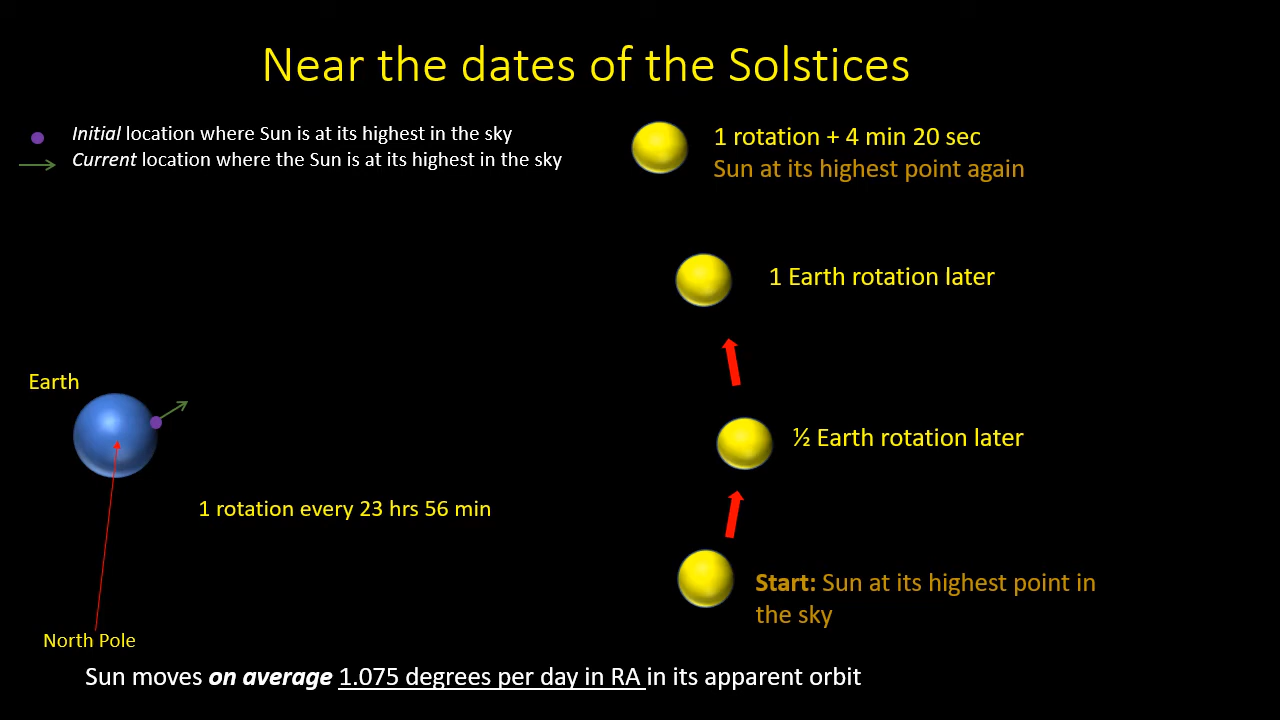 Near the dates of the Solstices
Initial location where Sun is at its highest in the sky
Current location where the Sun is at its highest in the sky
1 rotation + 4 min 20 sec
Sun at its highest point again
1 Earth rotation later
Earth
½ Earth rotation later
1 rotation every 23 hrs 56 min
Start: Sun at its highest point in
the sky
North Pole
Sun moves on average 1.075 degrees per day in RA in its apparent orbit